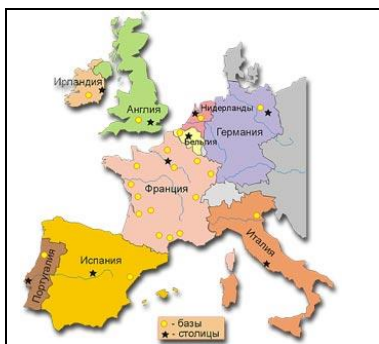 Ирландия
Англия
Нидерланды
Бельгия
Германия
Франция
Италия
Испания
Португалия
- базы
- столицы